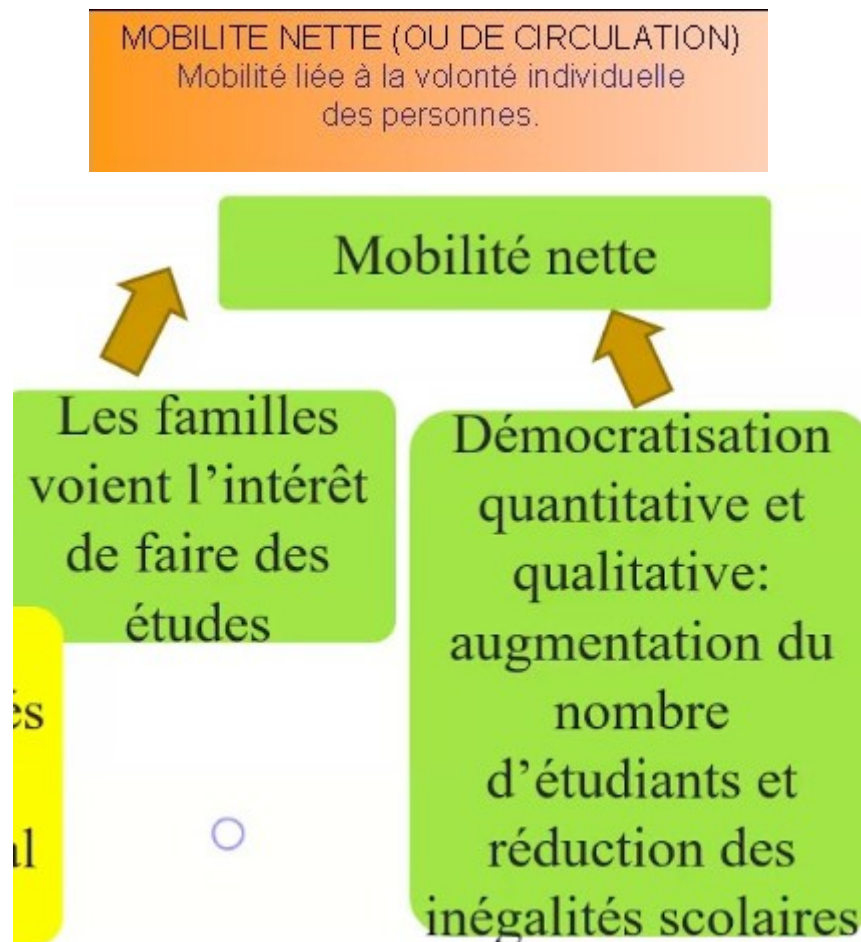 MOBILITE NETTE (OU DE CIRCULATION)
Mobilité liée à la volonté individuelle
des personnes.
Mobilité nette
Les familles
voient l’intérêt
de faire des
études
Démocratisation
quantitative et
qualitative:
augmentation du
nombre
d’étudiants et
réduction des
inégalités scolaires